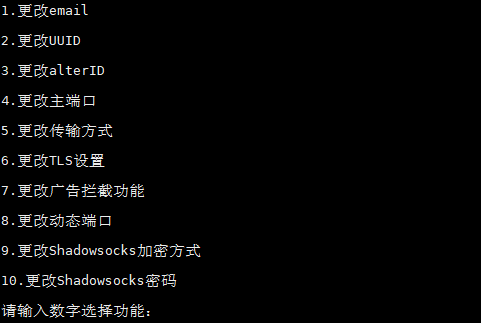 1.更改email
2.更改UUID
3.更改alterID
4.更改主端口
5.更改传输方式
6.更改TLS设置
7.更改广告拦截功能
8.更改动态端口
9.更改Shadowsocks加密方式
10.更改Shadowsocks密码
请输入数字选择功能：